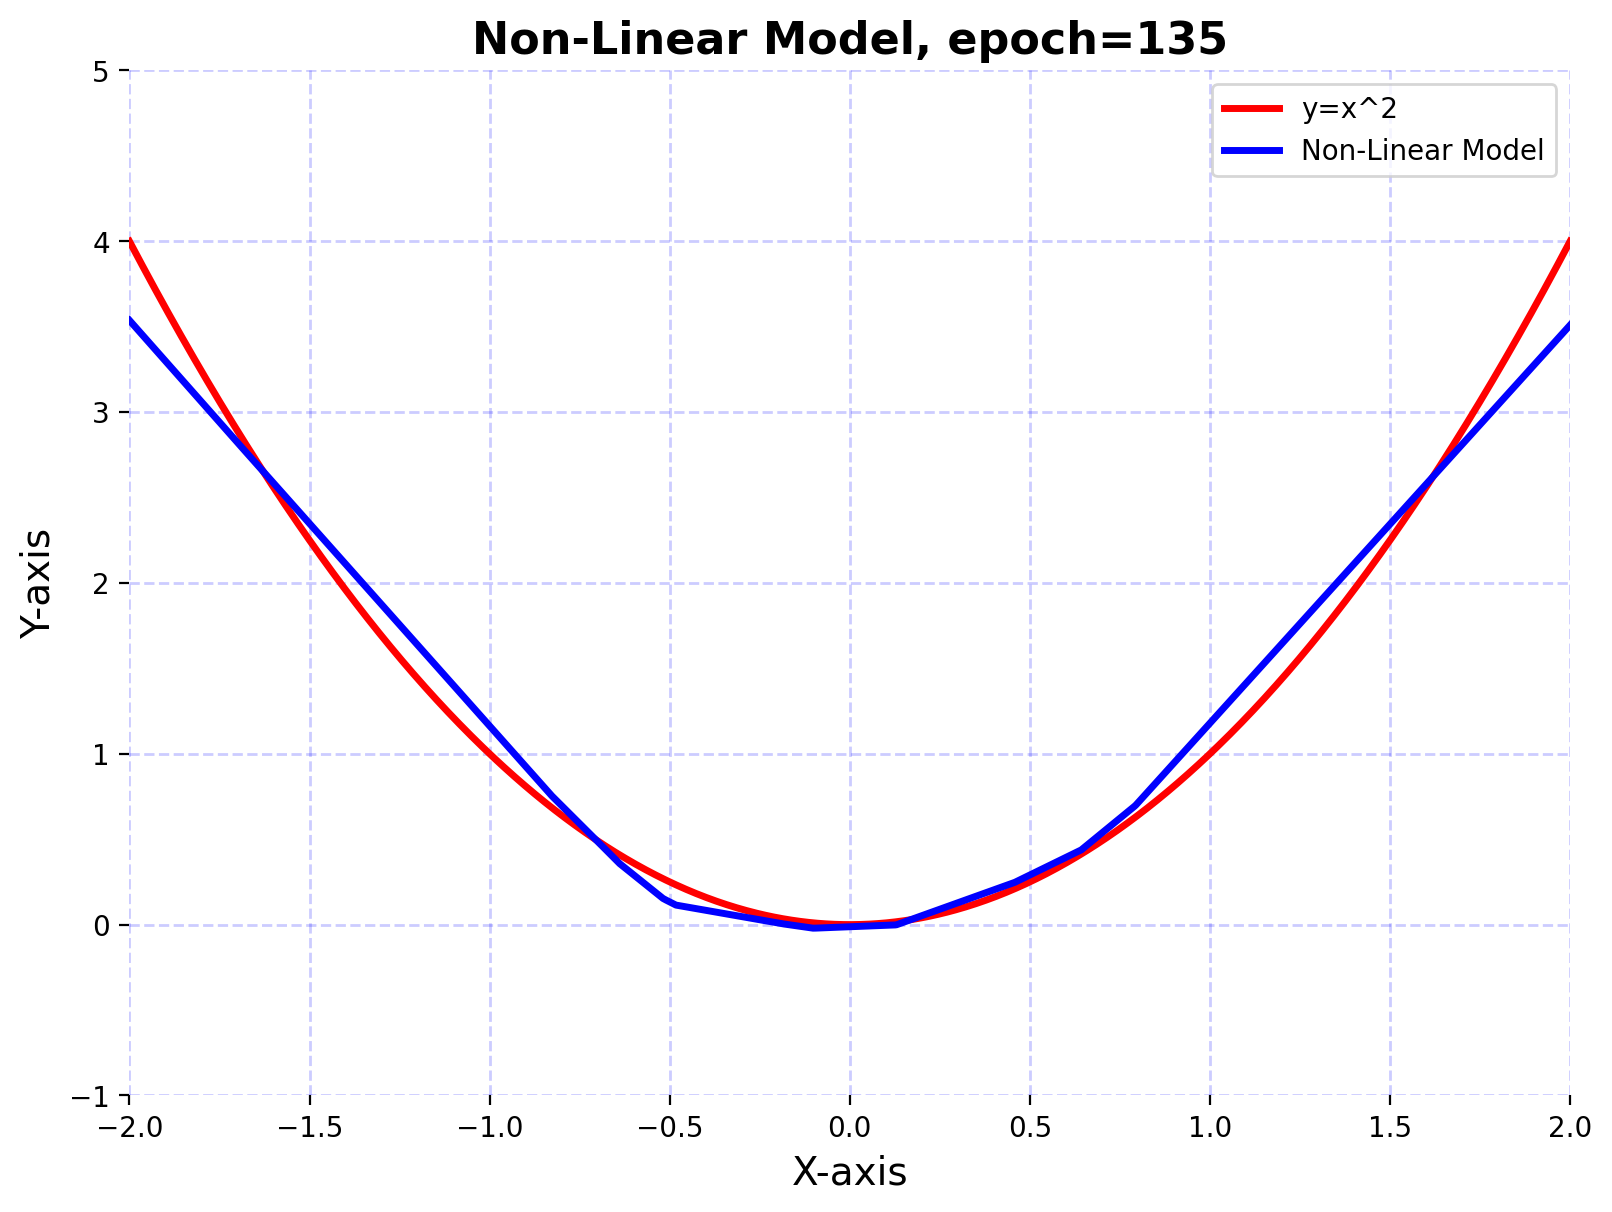 Non-Linear Model, epoch=135
5
y=x^2
Non-Linear Model
4
3
2
1
0
−1
Y-axis
−2.0 −1.5 −1.0 −0.5 0.0 0.5 1.0 1.5 2.0
X-axis